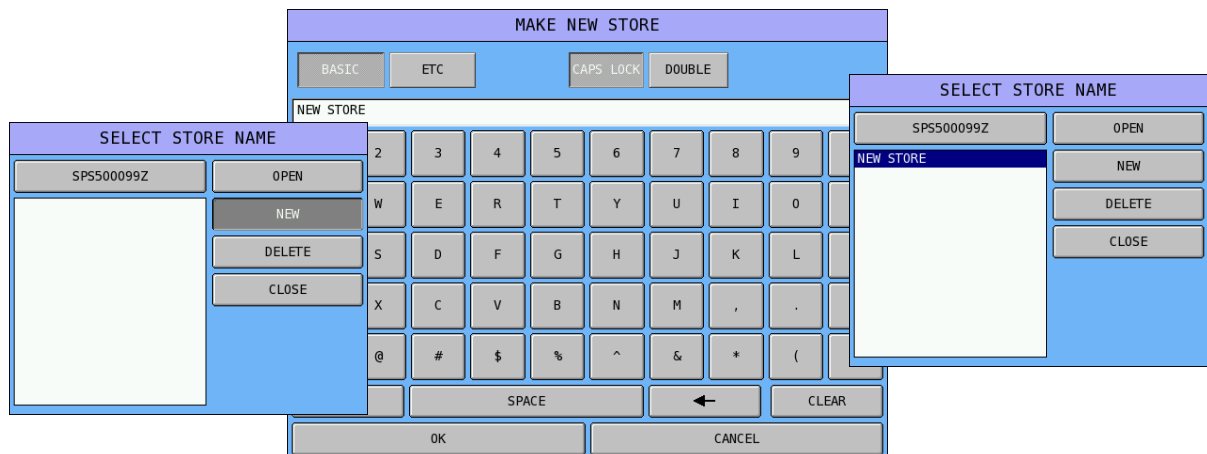 MAKE NEW STORE
BASIC ETC CAPS LOCK DOUBLE
NEW STORE
2 3 4 5 6 7 8 9
W E R T Y U I O
S D F G H J K L
X C V B N M , .
@ # $ % ^ & * (
SPACE ← CLEAR
OK CANCEL
SELECT STORE NAME
SPS500099Z OPEN
NEW
DELETE
CLOSE
SELECT STORE NAME
SPS500099Z OPEN
NEW STORE
NEW
DELETE
CLOSE